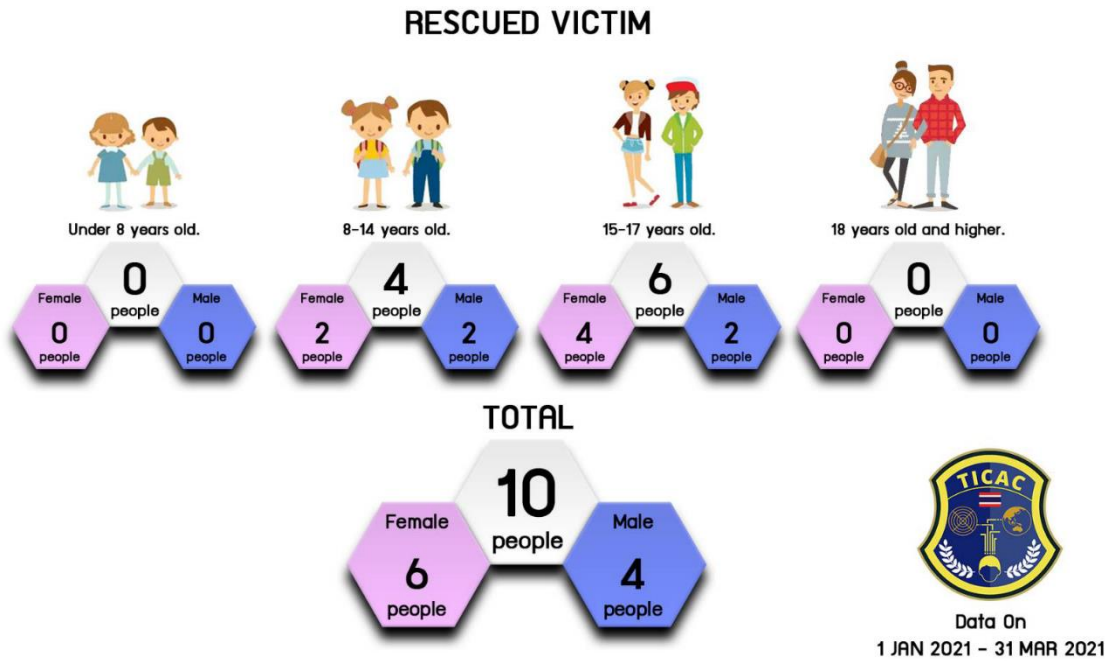 RESCUED VICTIM
Under 8 years old.
0
people
Female
0
people
Male
0
people
8-14 years old.
4
people
Female
2
people
Male
2
people
15-17 years old.
6
people
Female
4
people
Male
2
people
18 years old and higher.
0
people
Female
0
people
Male
0
people
TOTAL
10
people
Female
6
people
Male
4
people
TICAC
Data On
1 JAN 2021 - 31 MAR 2021